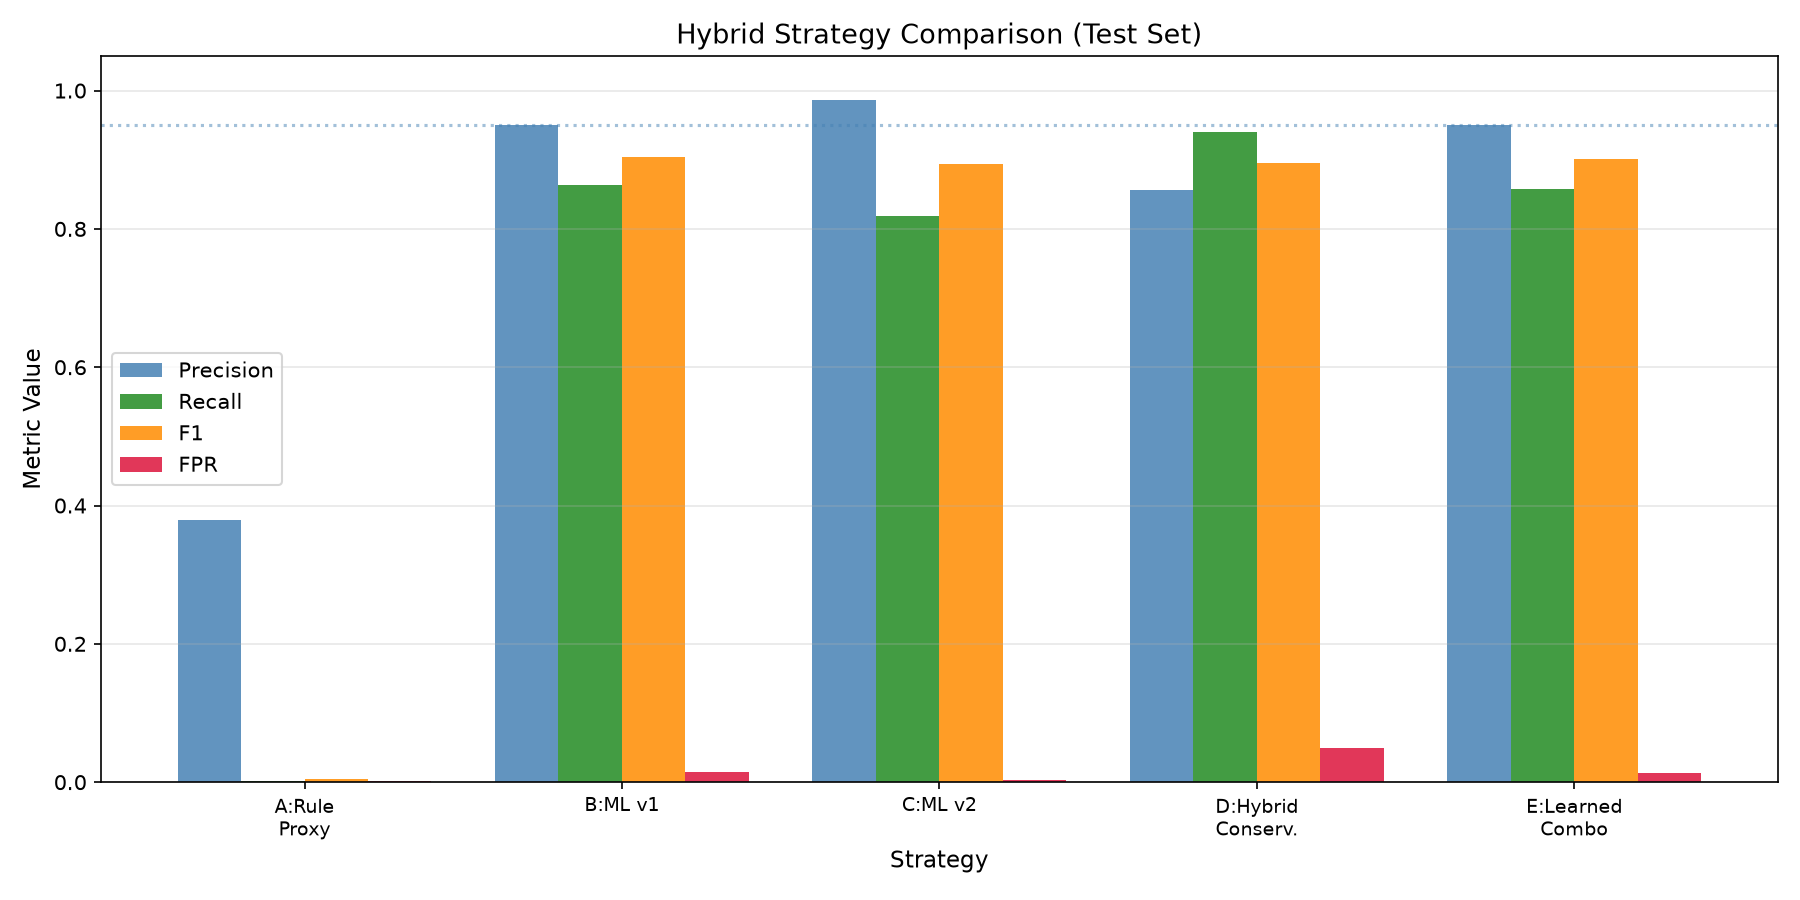 Hybrid Strategy Comparison (Test Set)
Metric Value
1.0
0.8
0.6
0.4
0.2
0.0
Precision
Recall
F1
FPR
A:Rule
Proxy
B:ML v1
C:ML v2
D:Hybrid
Conserv.
E:Learned
Combo
Strategy